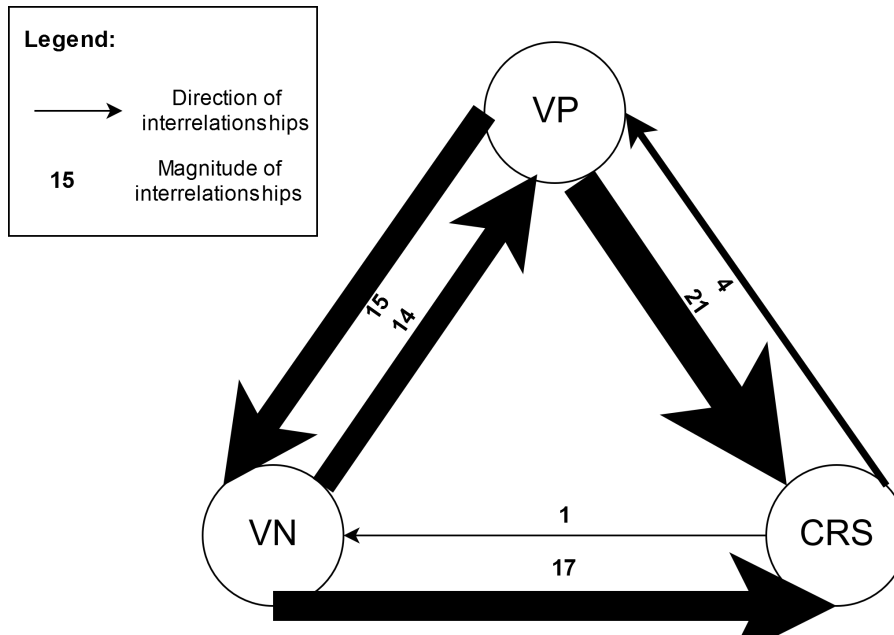 Legend:
Direction of
interrelationships
15
Magnitude of
interrelationships
VP
15
14
21
4
VN
1
17
CRS